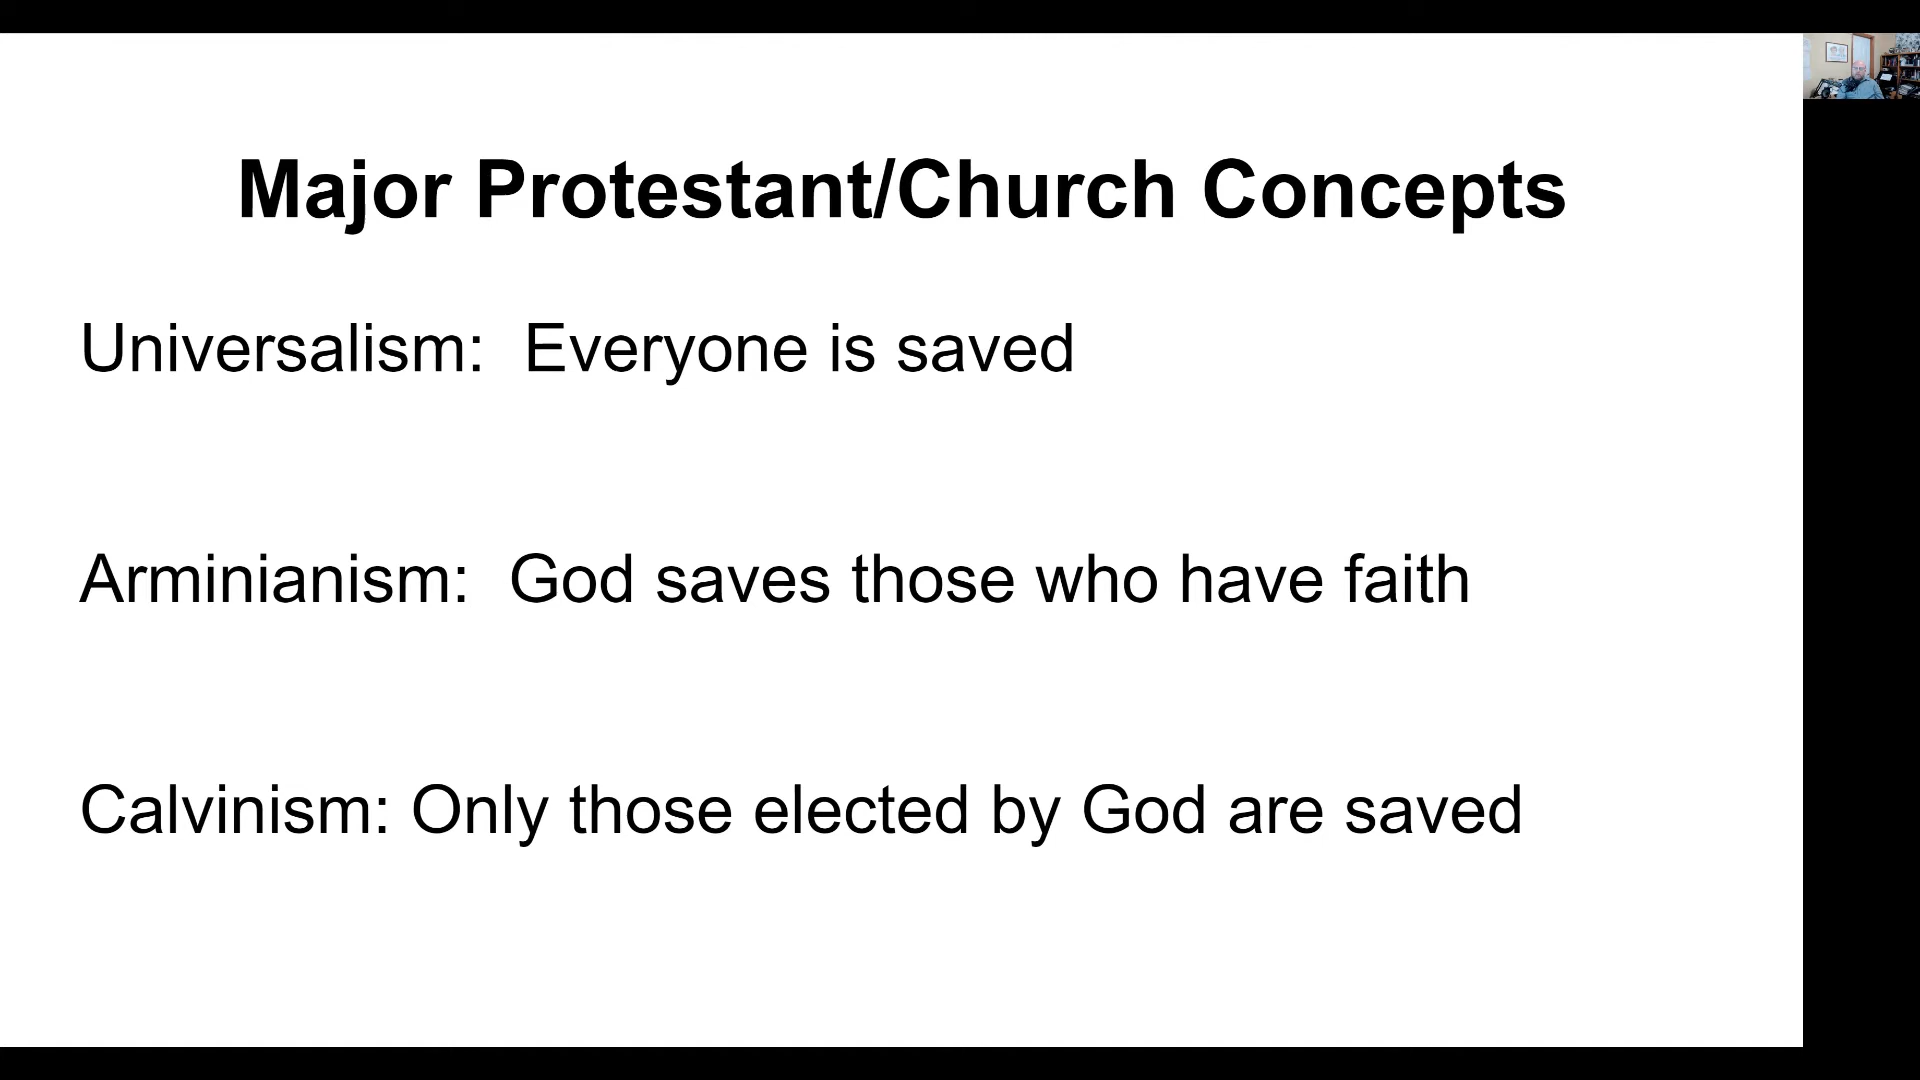 Major Protestant/Church Concepts
Universalism:  Everyone is saved
Arminianism:  God saves those who have faith
Calvinism: Only those elected by God are saved